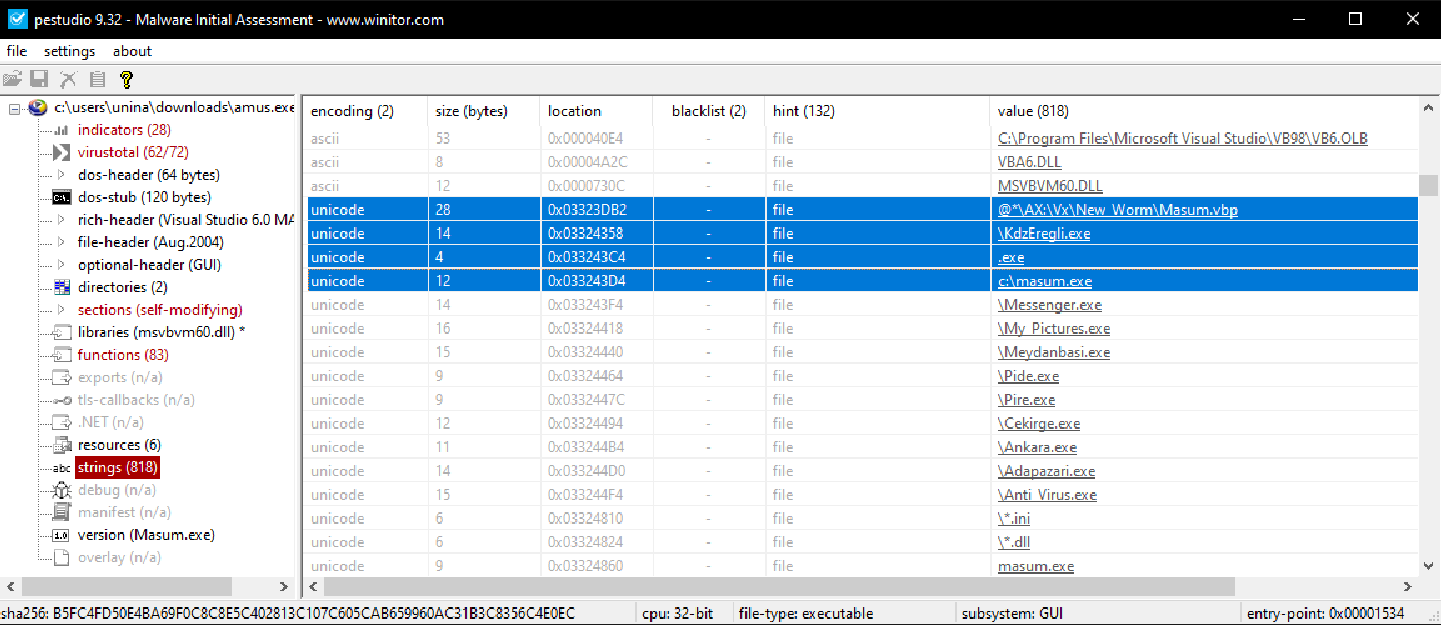 pestudio 9.32 - Malware Initial Assessment - www.winitor.com
file settings about
c:\users\unina\downloads\amus.exe
indicators (28)
virustotal (62/72)
dos-header (64 bytes)
dos-stub (120 bytes)
rich-header (Visual Studio 6.0 MA
file-header (Aug.2004)
optional-header (GUI)
directories (2)
sections (self-modifying)
libraries (msvbvm60.dll) *
functions (83)
exports (n/a)
tls-callbacks (n/a)
.NET (n/a)
resources (6)
abc strings (818)
debug (n/a)
manifest (n/a)
1.0 version (Masum.exe)
overlay (n/a)
encoding (2) size (bytes) location blacklist (2) hint (132) value (818)
ascii 53 0x000040E4 - file C:\Program Files\Microsoft Visual Studio\VB98\VB6.OLB
ascii 8 0x00004A2C - file VBA6.DLL
ascii 12 0x0000730C - file MSVBVM60.DLL
unicode 28 0x03323DB2 - file @*\AX:\Vx\New_Worm\Masum.vbp
unicode 14 0x03324358 - file \KdzEregli.exe
unicode 4 0x033243C4 - file .exe
unicode 12 0x033243D4 - file c:\masum.exe
unicode 14 0x033243F4 - file \Messenger.exe
unicode 16 0x03324418 - file \My_Pictures.exe
unicode 15 0x03324440 - file \Meydanbasi.exe
unicode 9 0x03324464 - file \Pide.exe
unicode 9 0x0332447C - file \Pire.exe
unicode 12 0x03324494 - file \Cekirge.exe
unicode 11 0x033244B4 - file \Ankara.exe
unicode 14 0x033244D0 - file \Adapazari.exe
unicode 15 0x033244F4 - file \Anti_Virus.exe
unicode 6 0x03324810 - file \*.ini
unicode 6 0x03324824 - file \*.dll
unicode 9 0x03324860 - file masum.exe
sha256: B5FC4FD50E4BA69F0C8C8E5C402813C107C605CAB659960AC31B3C8356C4E0EC cpu: 32-bit file-type: executable subsystem: GUI entry-point: 0x00001534